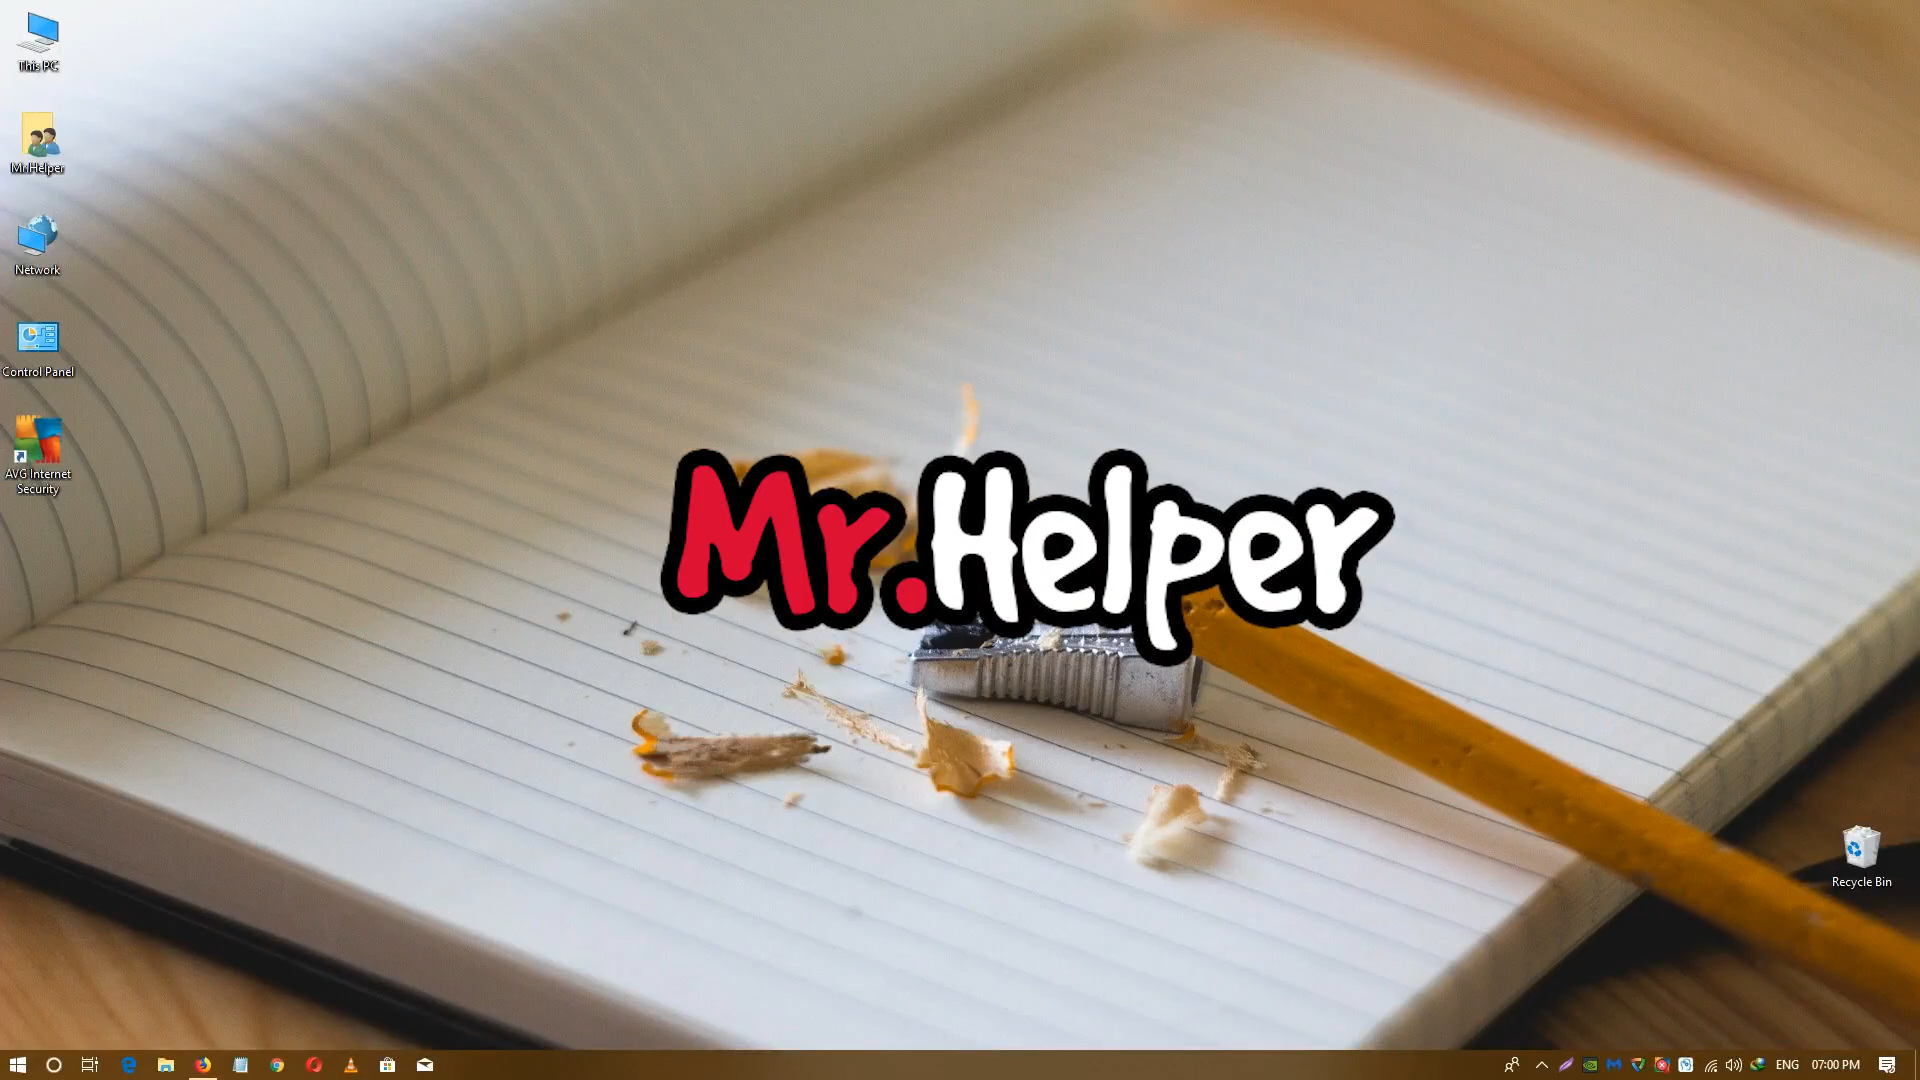 This PC
Mr.Helper
Network
Control Panel
AVG Internet
Security
Mr.Helper
Recycle Bin
ENG
07:00 PM